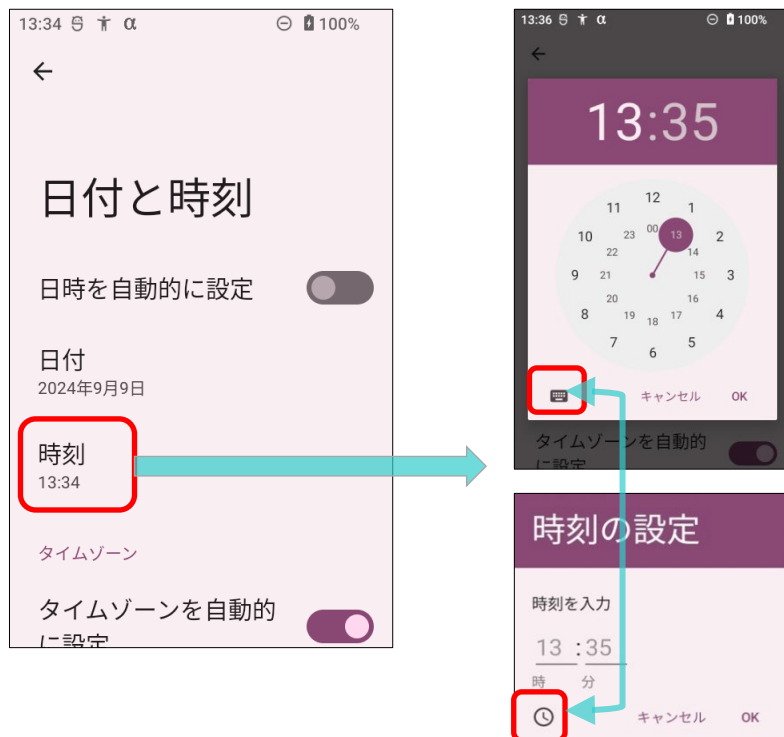 13:34 α 100%
日付と時刻
日時を自動的に設定
日付
2024年9月9日
時刻
13:34
タイムゾーン
タイムゾーンを自動的
に設定
13:36 α 100%
13:35
12
11 1
00
23 13
10 2
22 14
9 21 15 3
20 16
8 19 17 4
18
7 5
6
キャンセル OK
タイムゾーンを自動的
に設定
時刻の設定
時刻を入力
13 :35
時 分
キャンセル OK